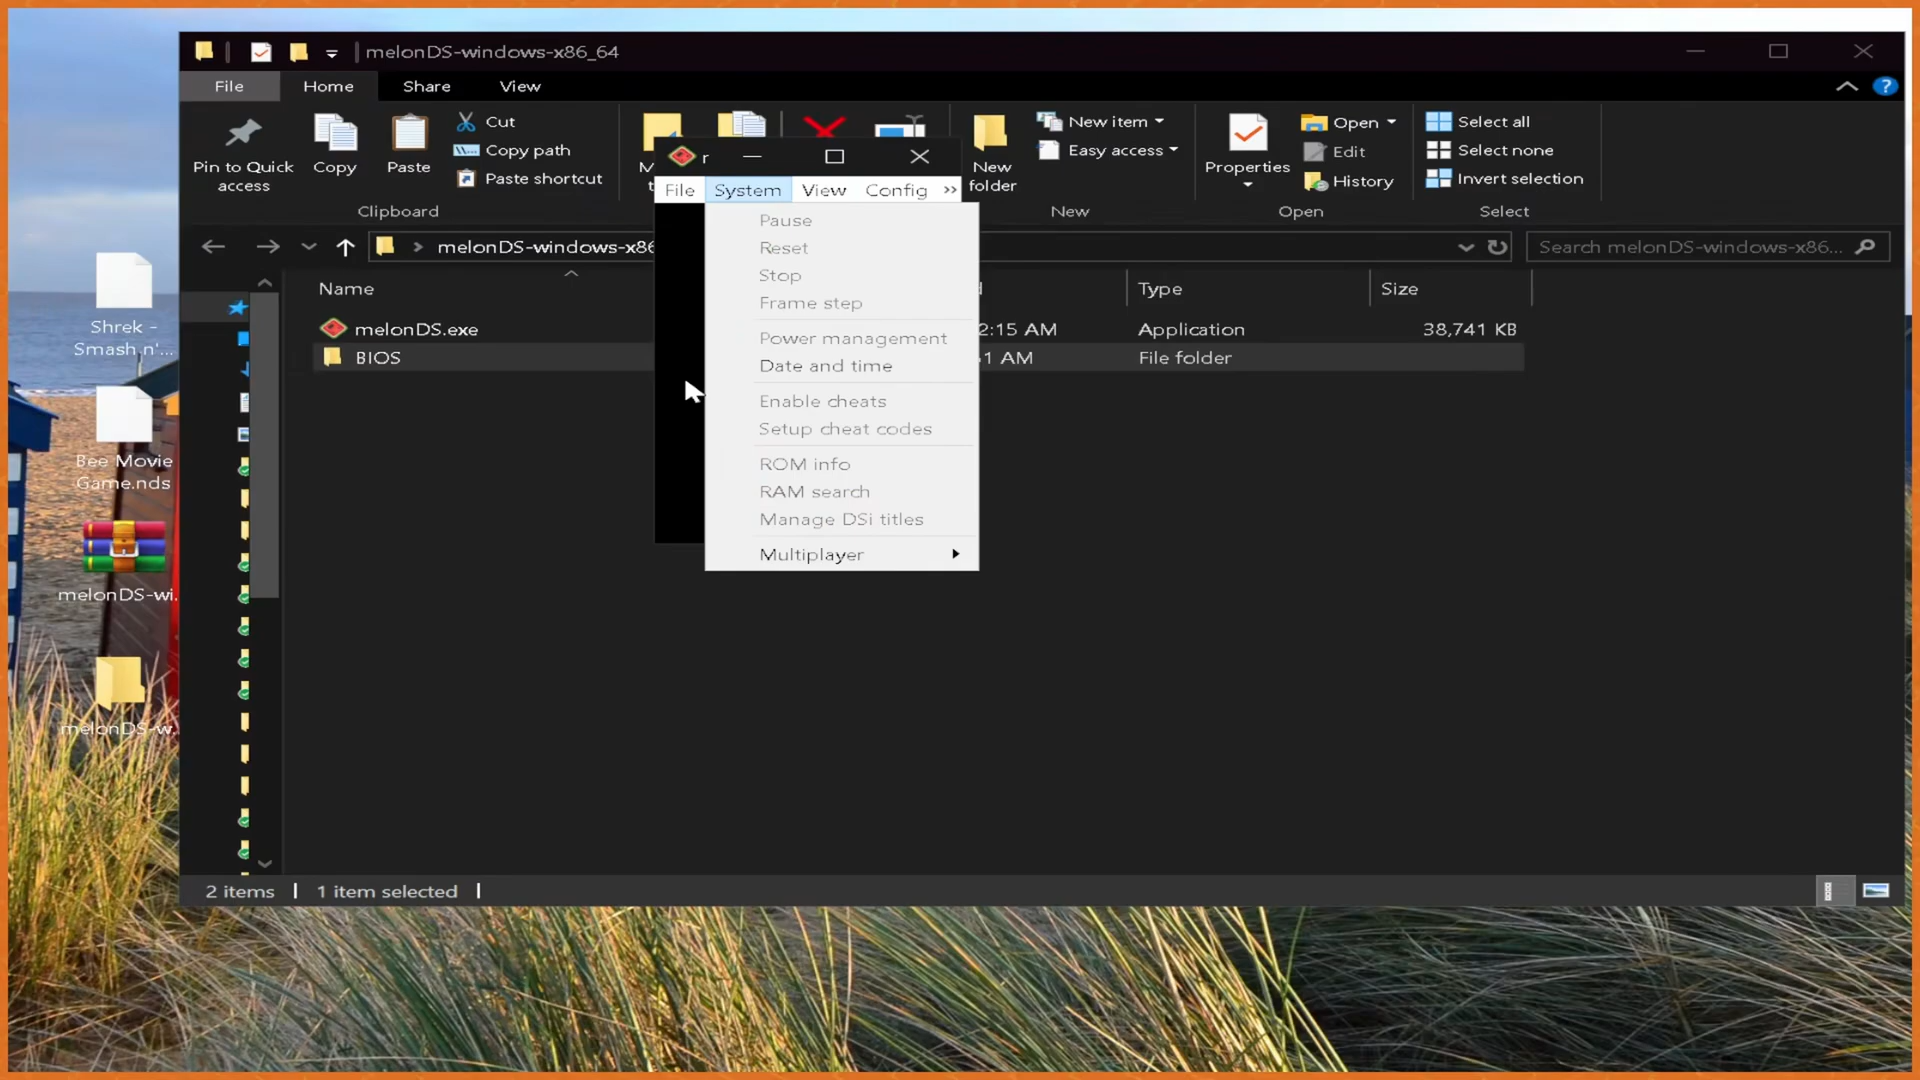 melonDS-windows-x86_64
File
Home
Share
View
Pin to Quick
access
Copy
Paste
Cut
Copy path
Paste shortcut
Clipboard
New
folder
New item
Easy access
New
Properties
Open
Edit
History
Open
Select all
Select none
Invert selection
Select
r
File
System
View
Config
»
Pause
Reset
Stop
Frame step
Power management
Date and time
Enable cheats
Setup cheat codes
ROM info
RAM search
Manage DSi titles
Multiplayer
melonDS-windows-x86
Search melonDS-windows-x86...
Name
Type
Size
melonDS.exe
2:15 AM
Application
38,741 KB
BIOS
AM
File folder
2 items
1 item selected
Shrek -
Smash n'...
Bee Movie
Game.nds
melonDS-wi.
melonDS-w.